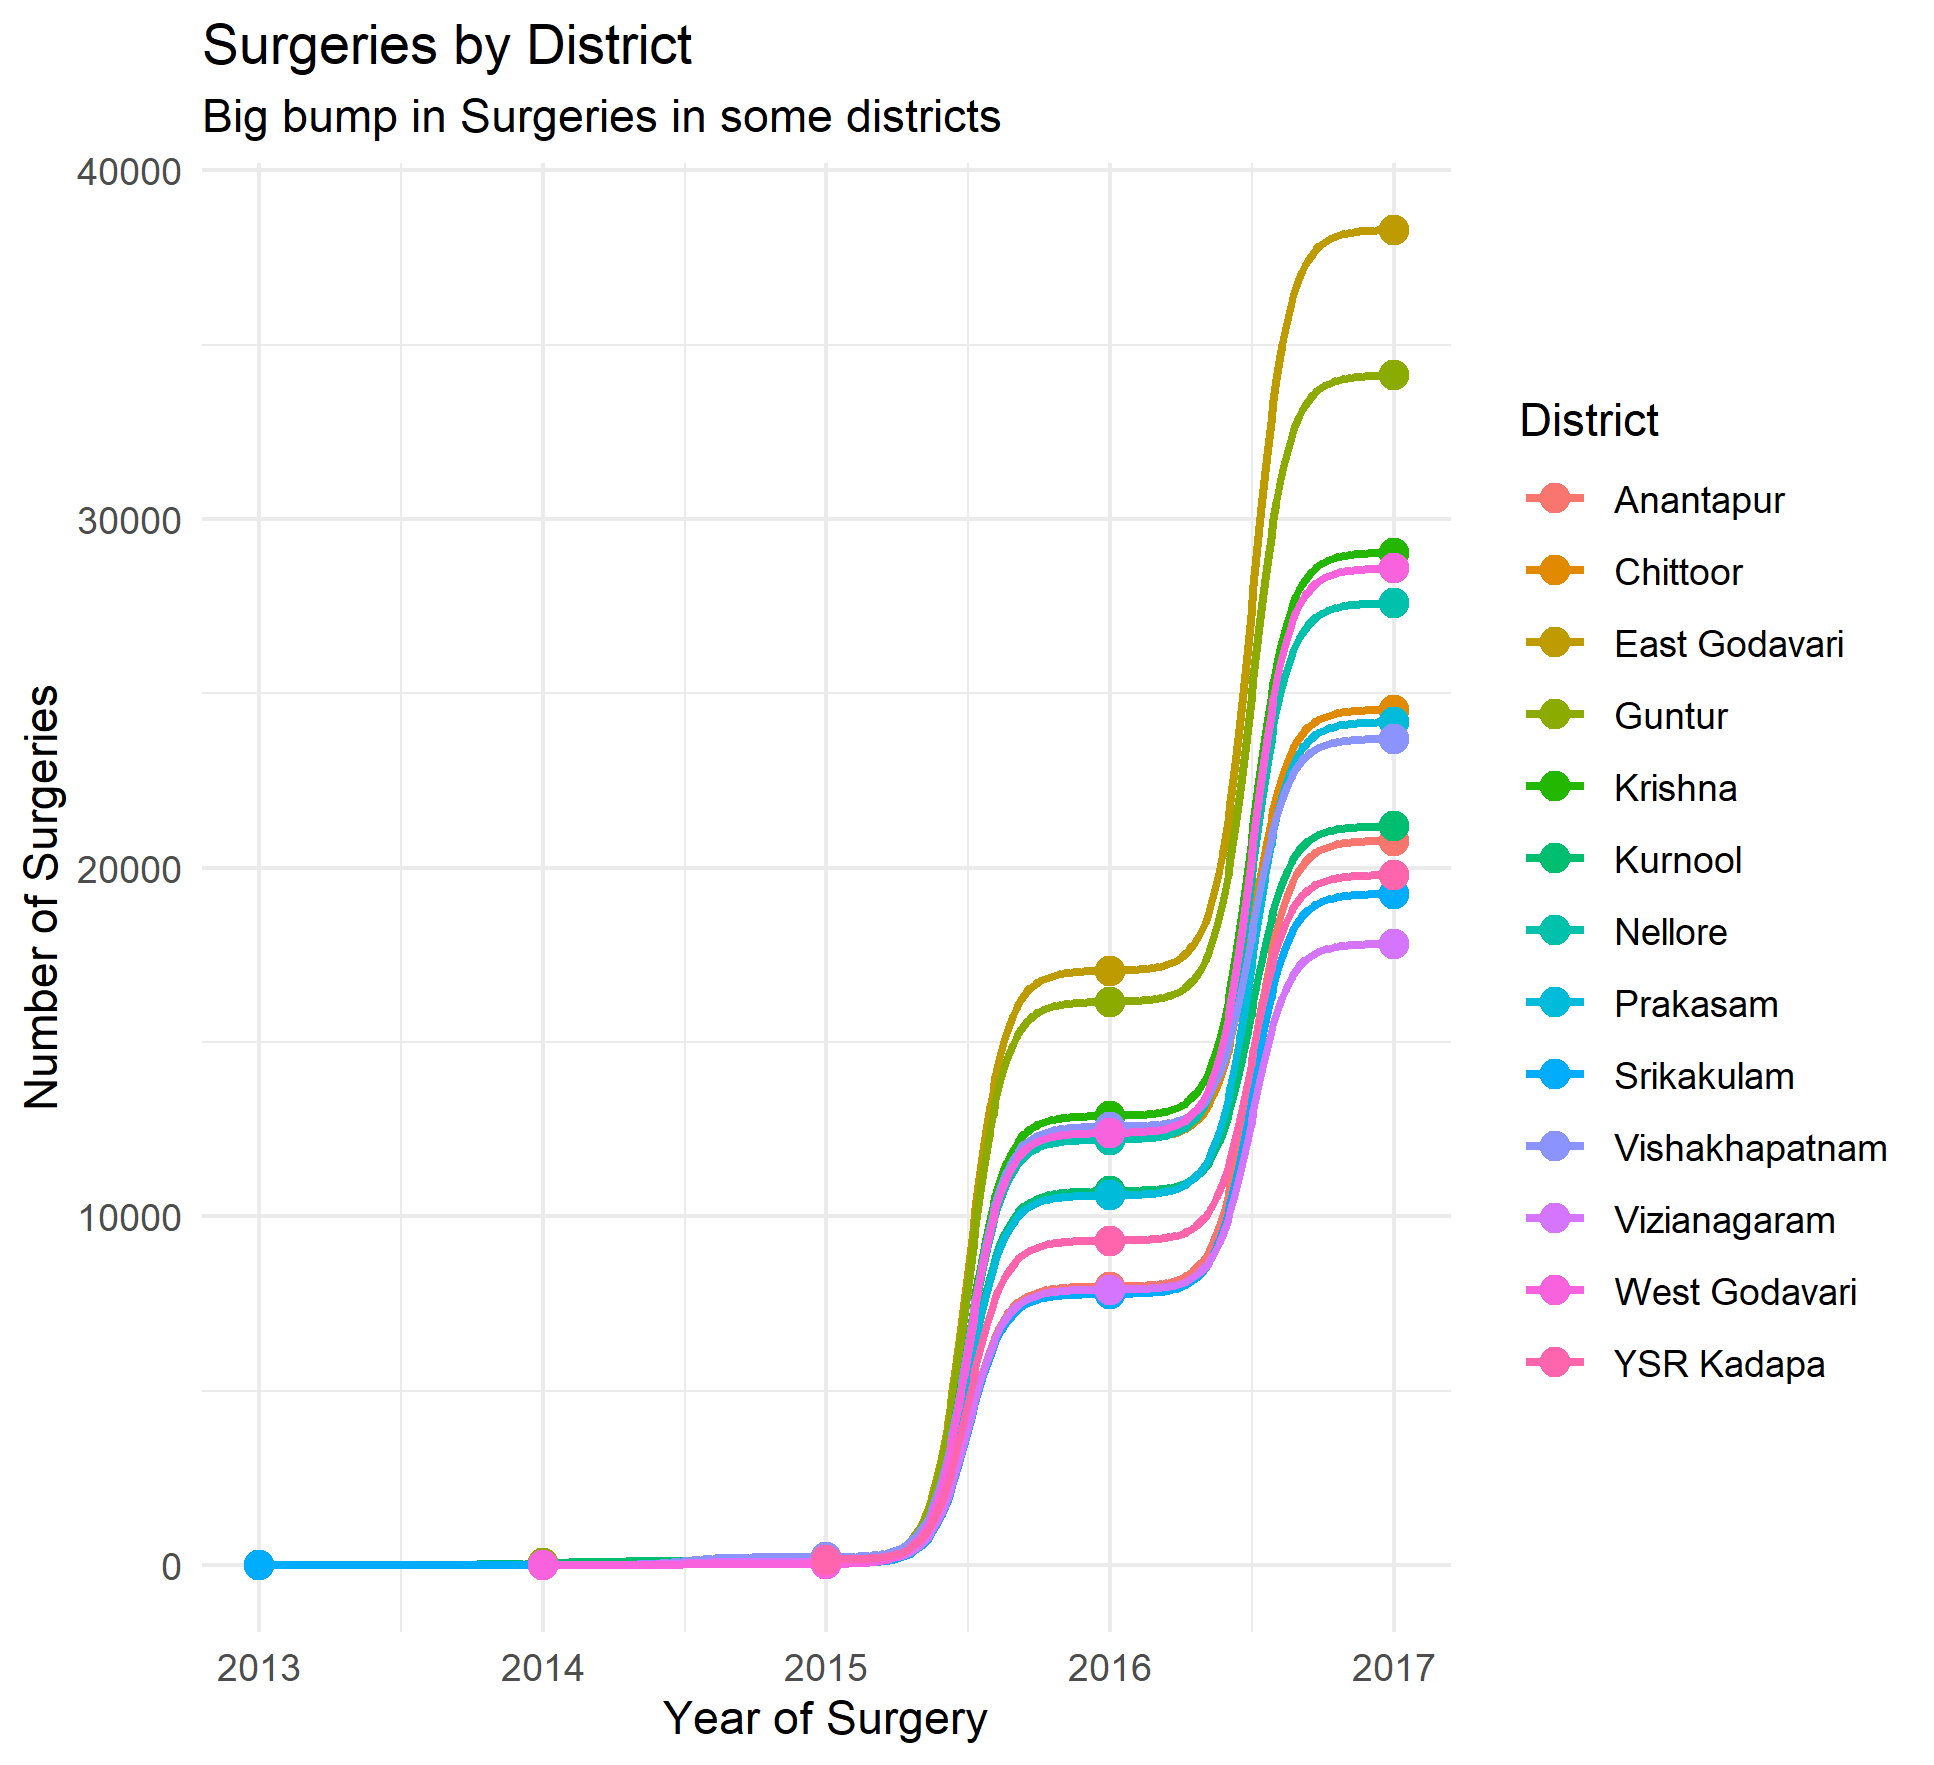 Surgeries by District
Big bump in Surgeries in some districts
Number of Surgeries
40000
30000
20000
10000
0
2013 2014 2015 2016 2017
Year of Surgery
District
Anantapur
Chittoor
East Godavari
Guntur
Krishna
Kurnool
Nellore
Prakasam
Srikakulam
Vishakhapatnam
Vizianagaram
West Godavari
YSR Kadapa